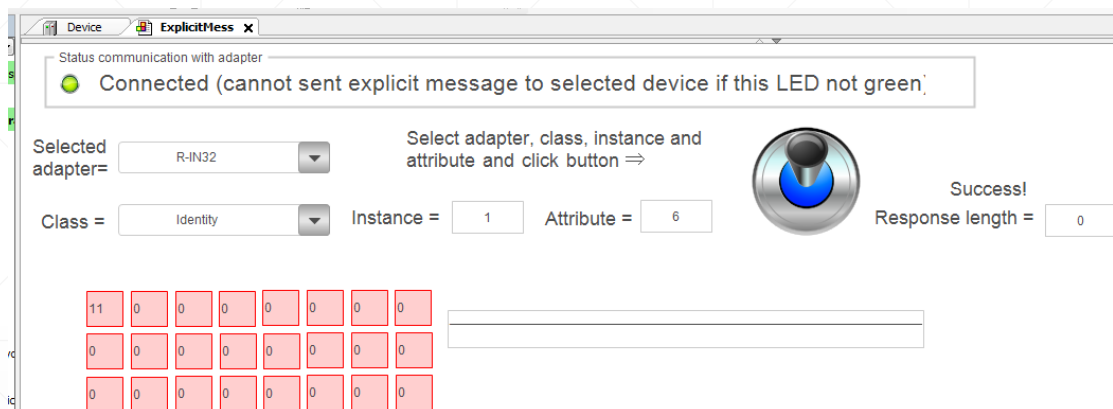 Device
ExplicitMess
Status communication with adapter
Connected (cannot sent explicit message to selected device if this LED not green)
Selected
adapter=
R-IN32
Select adapter, class, instance and
attribute and click button ⇒
Class =
Identity
Instance =
1
Attribute =
6
Success!
Response length =
0
11 0 0 0 0 0 0 0
0 0 0 0 0 0 0 0
0 0 0 0 0 0 0 0